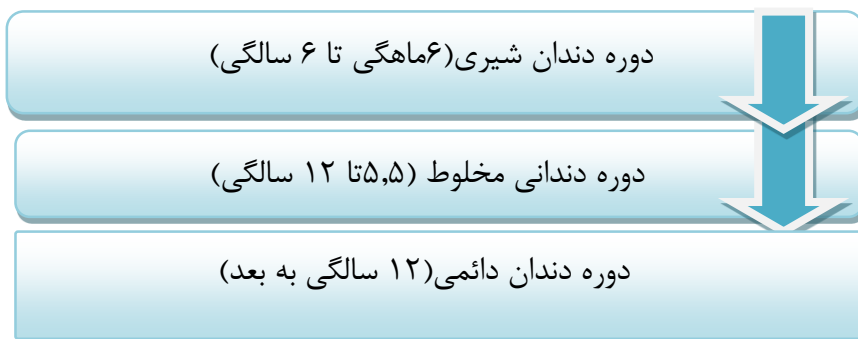 دوره دندان شیری(۶ماهگی تا ۶ سالگی)
دوره دندانی مخلوط (۵,۵تا ۱۲ سالگی)
دوره دندان دائمی(۱۲ سالگی به بعد)